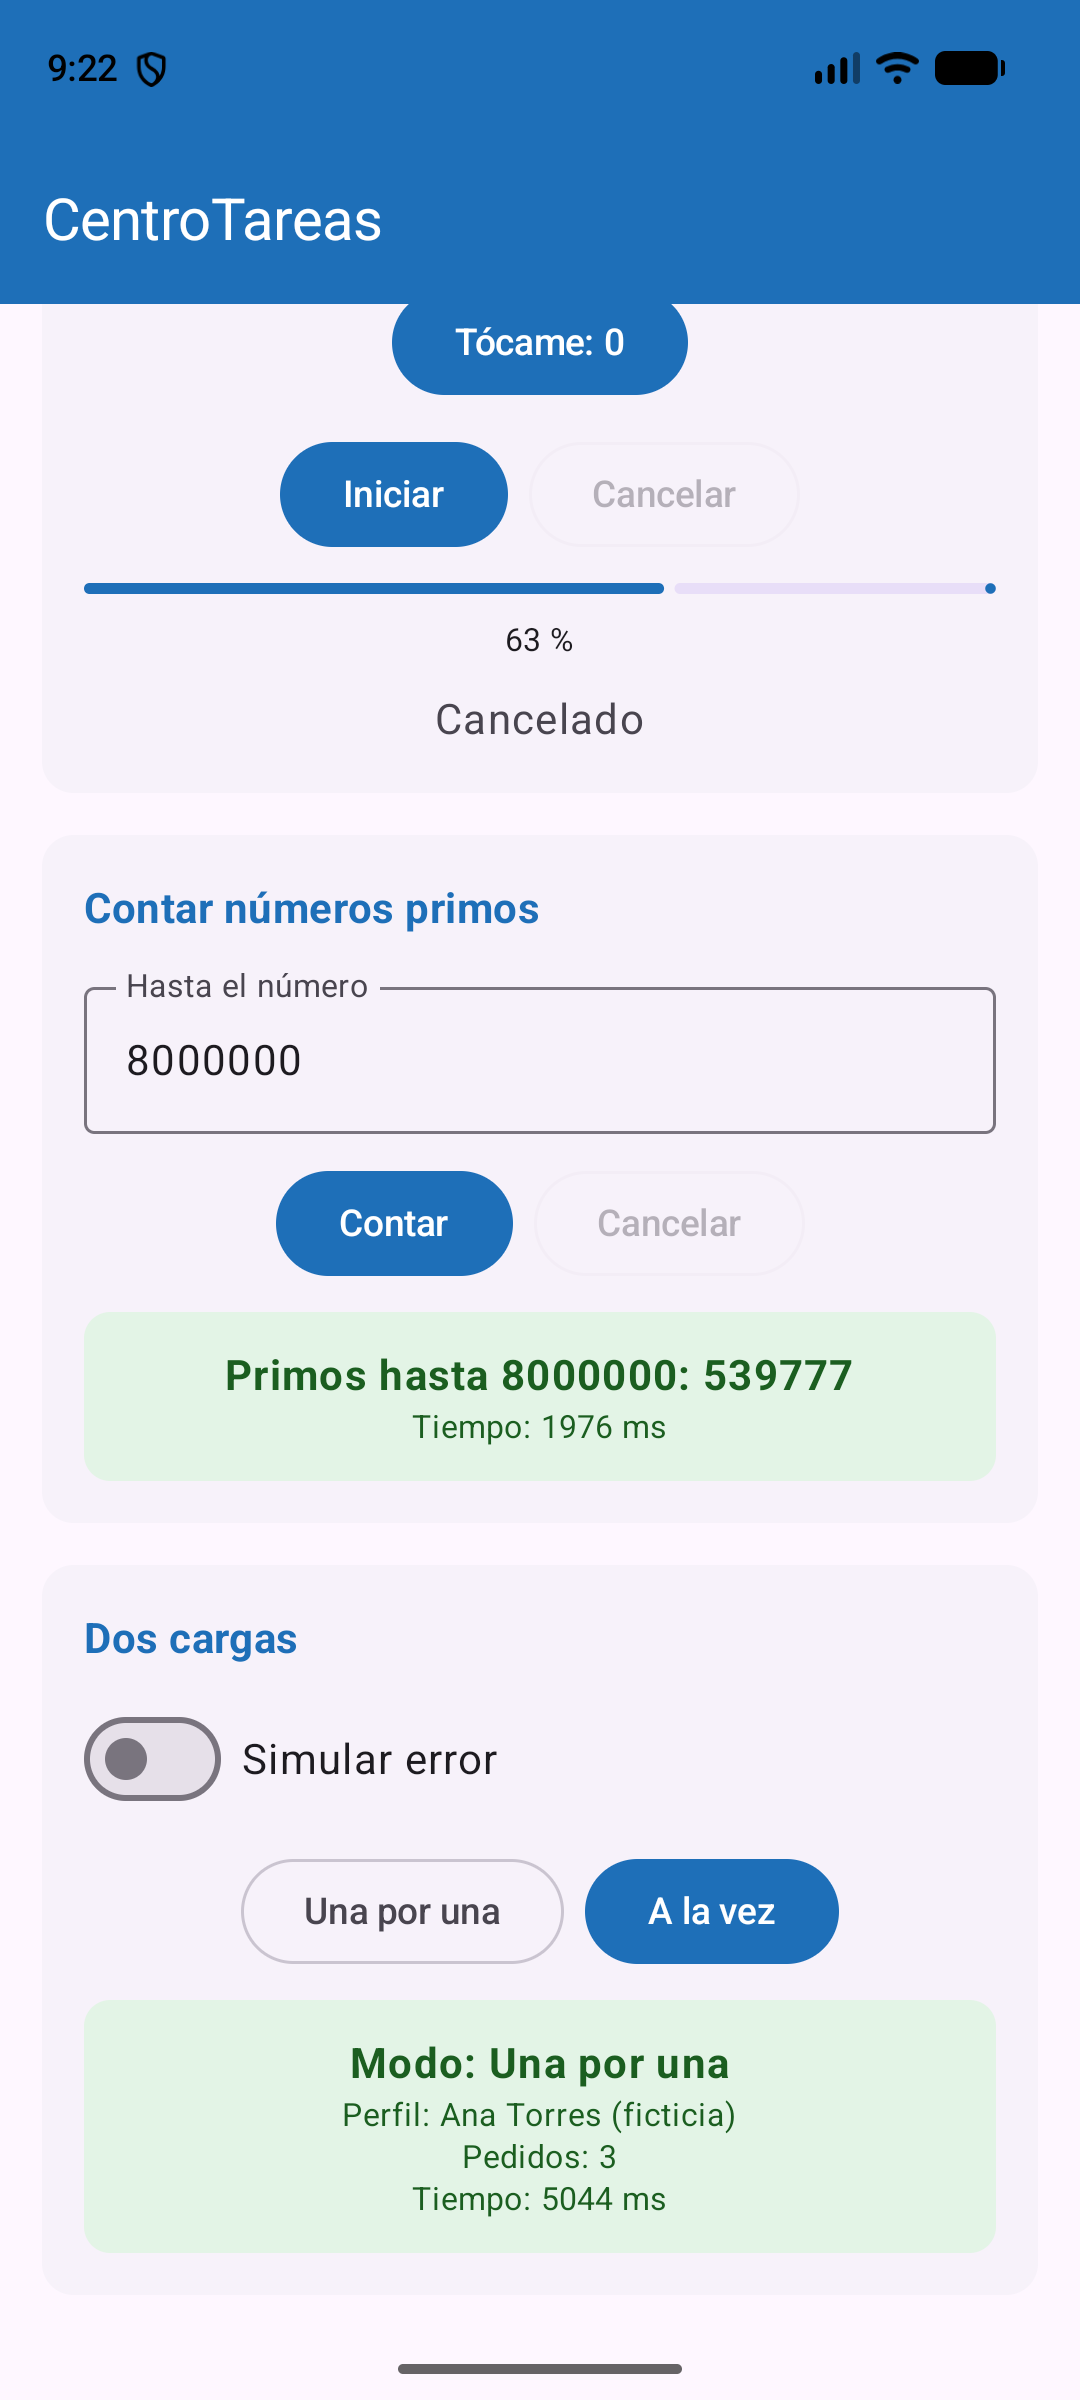 9:22
CentroTareas
Tócame: 0
Iniciar
Cancelar
63 %
Cancelado
Contar números primos
Hasta el número
8000000
Contar
Cancelar
Primos hasta 8000000: 539777
Tiempo: 1976 ms
Dos cargas
Simular error
Una por una
A la vez
Modo: Una por una
Perfil: Ana Torres (ficticia)
Pedidos: 3
Tiempo: 5044 ms